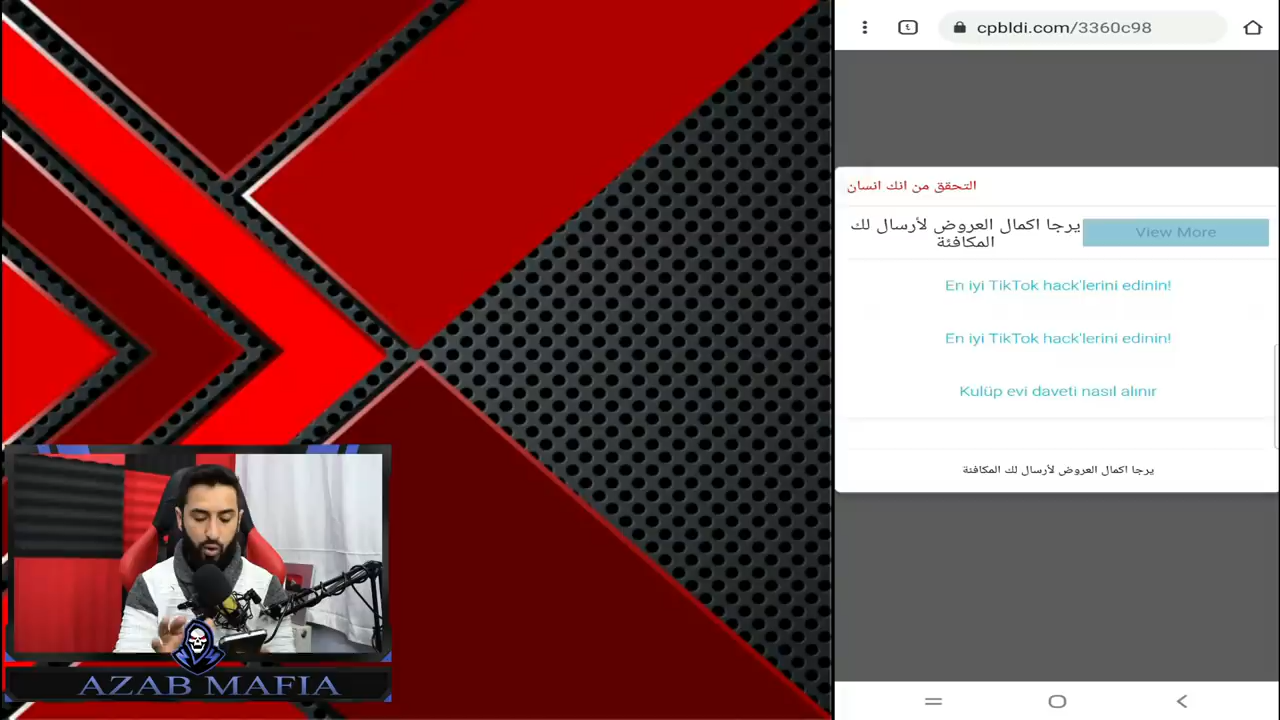 cpbldi.com/3360c98
التحقق من انك انسان
يرجا اكمال العروض لأرسال لك
المكافئة
View More
En iyi TikTok hack'lerini edinin!
En iyi TikTok hack'lerini edinin!
Kulüp evi daveti nasıl alınır
يرجا اكمال العروض لأرسال لك المكافئة
AZAB MAFIA